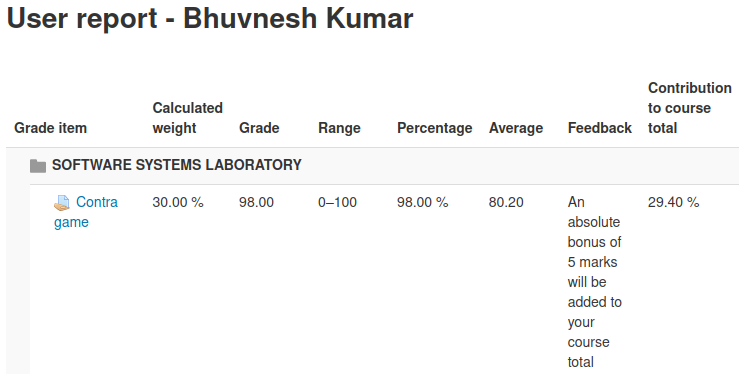 User report - Bhuvnesh Kumar
Grade item
Calculated
weight
Grade
Range
Percentage
Average
Feedback
Contribution
to course
total
SOFTWARE SYSTEMS LABORATORY
Contra
game
30.00 %
98.00
0–100
98.00 %
80.20
An
absolute
bonus of
5 marks
will be
added to
your
course
total
29.40 %